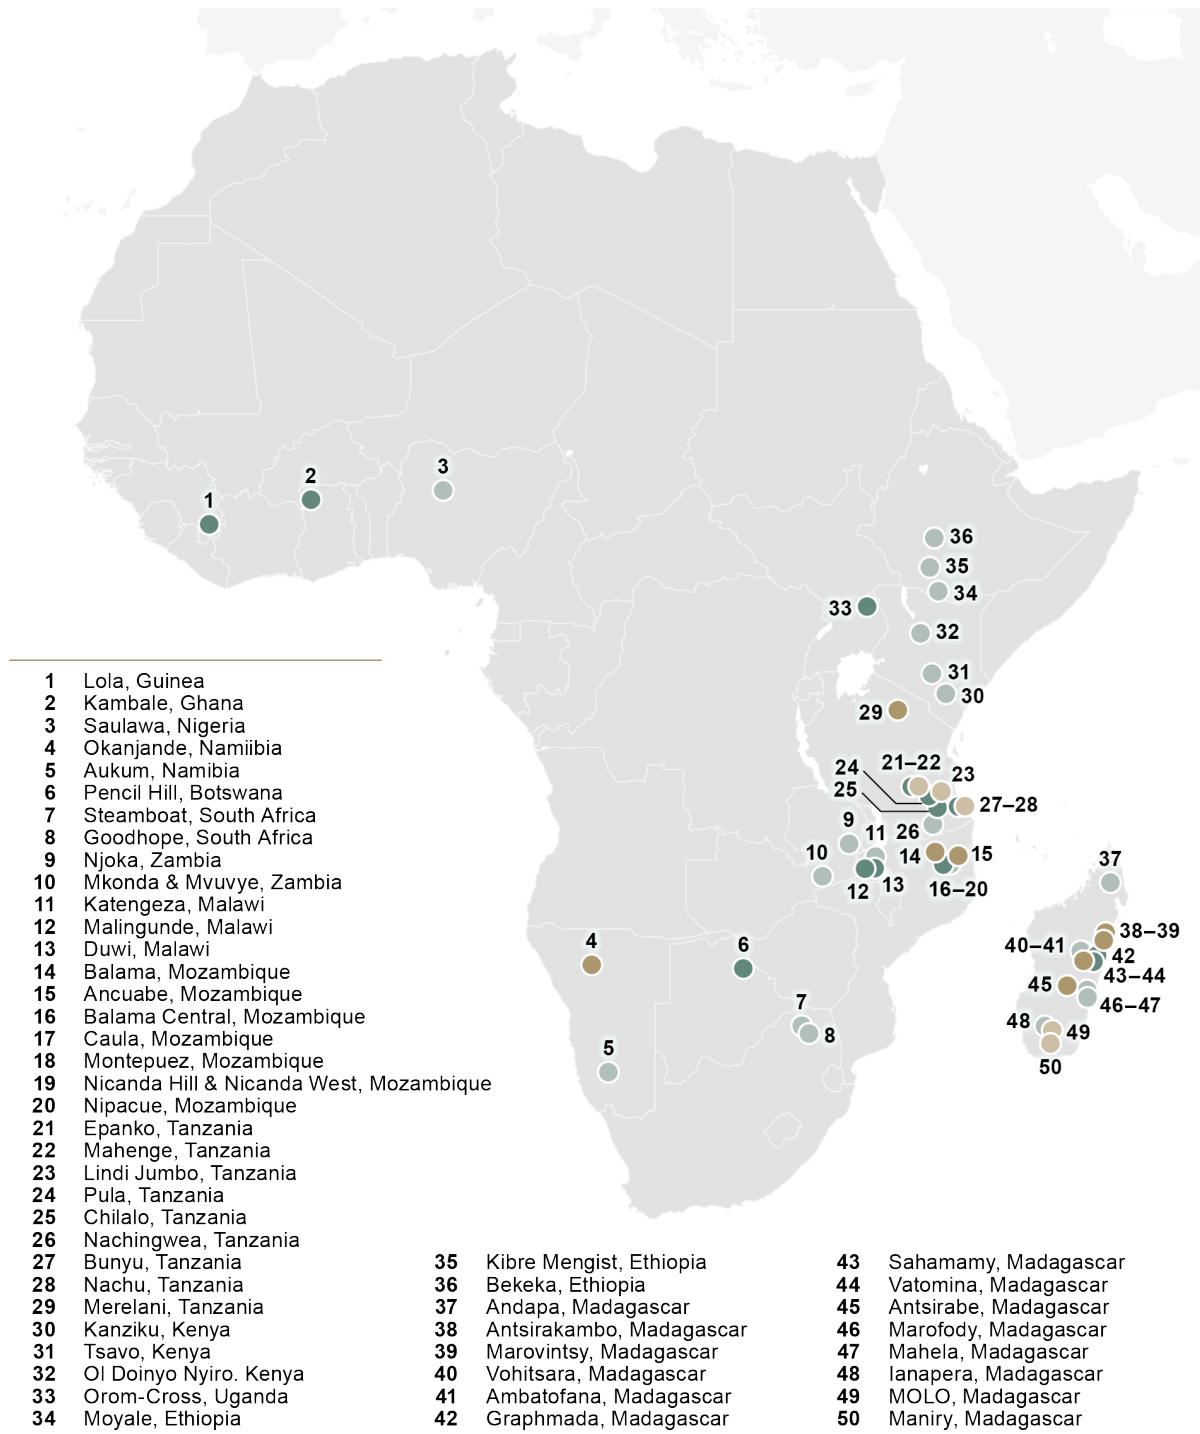 36
35
34
33
32
31
30
29
2
3
1
21–22
24
23
25
27–28
9
26
11
10
14
15
12
13
16–20
37
38–39
40–41
42
43–44
45
46–47
48
49
50
4
6
7
8
5
1 Lola, Guinea
2 Kambale, Ghana
3 Saulawa, Nigeria
4 Okanjande, Namiibia
5 Aukum, Namibia
6 Pencil Hill, Botswana
7 Steamboat, South Africa
8 Goodhope, South Africa
9 Njoka, Zambia
10 Mkonda & Mvuvye, Zambia
11 Katengeza, Malawi
12 Malingunde, Malawi
13 Duwi, Malawi
14 Balama, Mozambique
15 Ancuabe, Mozambique
16 Balama Central, Mozambique
17 Caula, Mozambique
18 Montepuez, Mozambique
19 Nicanda Hill & Nicanda West, Mozambique
20 Nipacue, Mozambique
21 Epanko, Tanzania
22 Mahenge, Tanzania
23 Lindi Jumbo, Tanzania
24 Pula, Tanzania
25 Chilalo, Tanzania
26 Nachingwea, Tanzania
27 Bunyu, Tanzania
28 Nachu, Tanzania
29 Merelani, Tanzania
30 Kanziku, Kenya
31 Tsavo, Kenya
32 Ol Doinyo Nyiro. Kenya
33 Orom-Cross, Uganda
34 Moyale, Ethiopia
35 Kibre Mengist, Ethiopia
36 Bekeka, Ethiopia
37 Andapa, Madagascar
38 Antsirakambo, Madagascar
39 Marovintsy, Madagascar
40 Vohitsara, Madagascar
41 Ambatofana, Madagascar
42 Graphmada, Madagascar
43 Sahamamy, Madagascar
44 Vatomina, Madagascar
45 Antsirabe, Madagascar
46 Marofody, Madagascar
47 Mahela, Madagascar
48 Ianapera, Madagascar
49 MOLO, Madagascar
50 Maniry, Madagascar